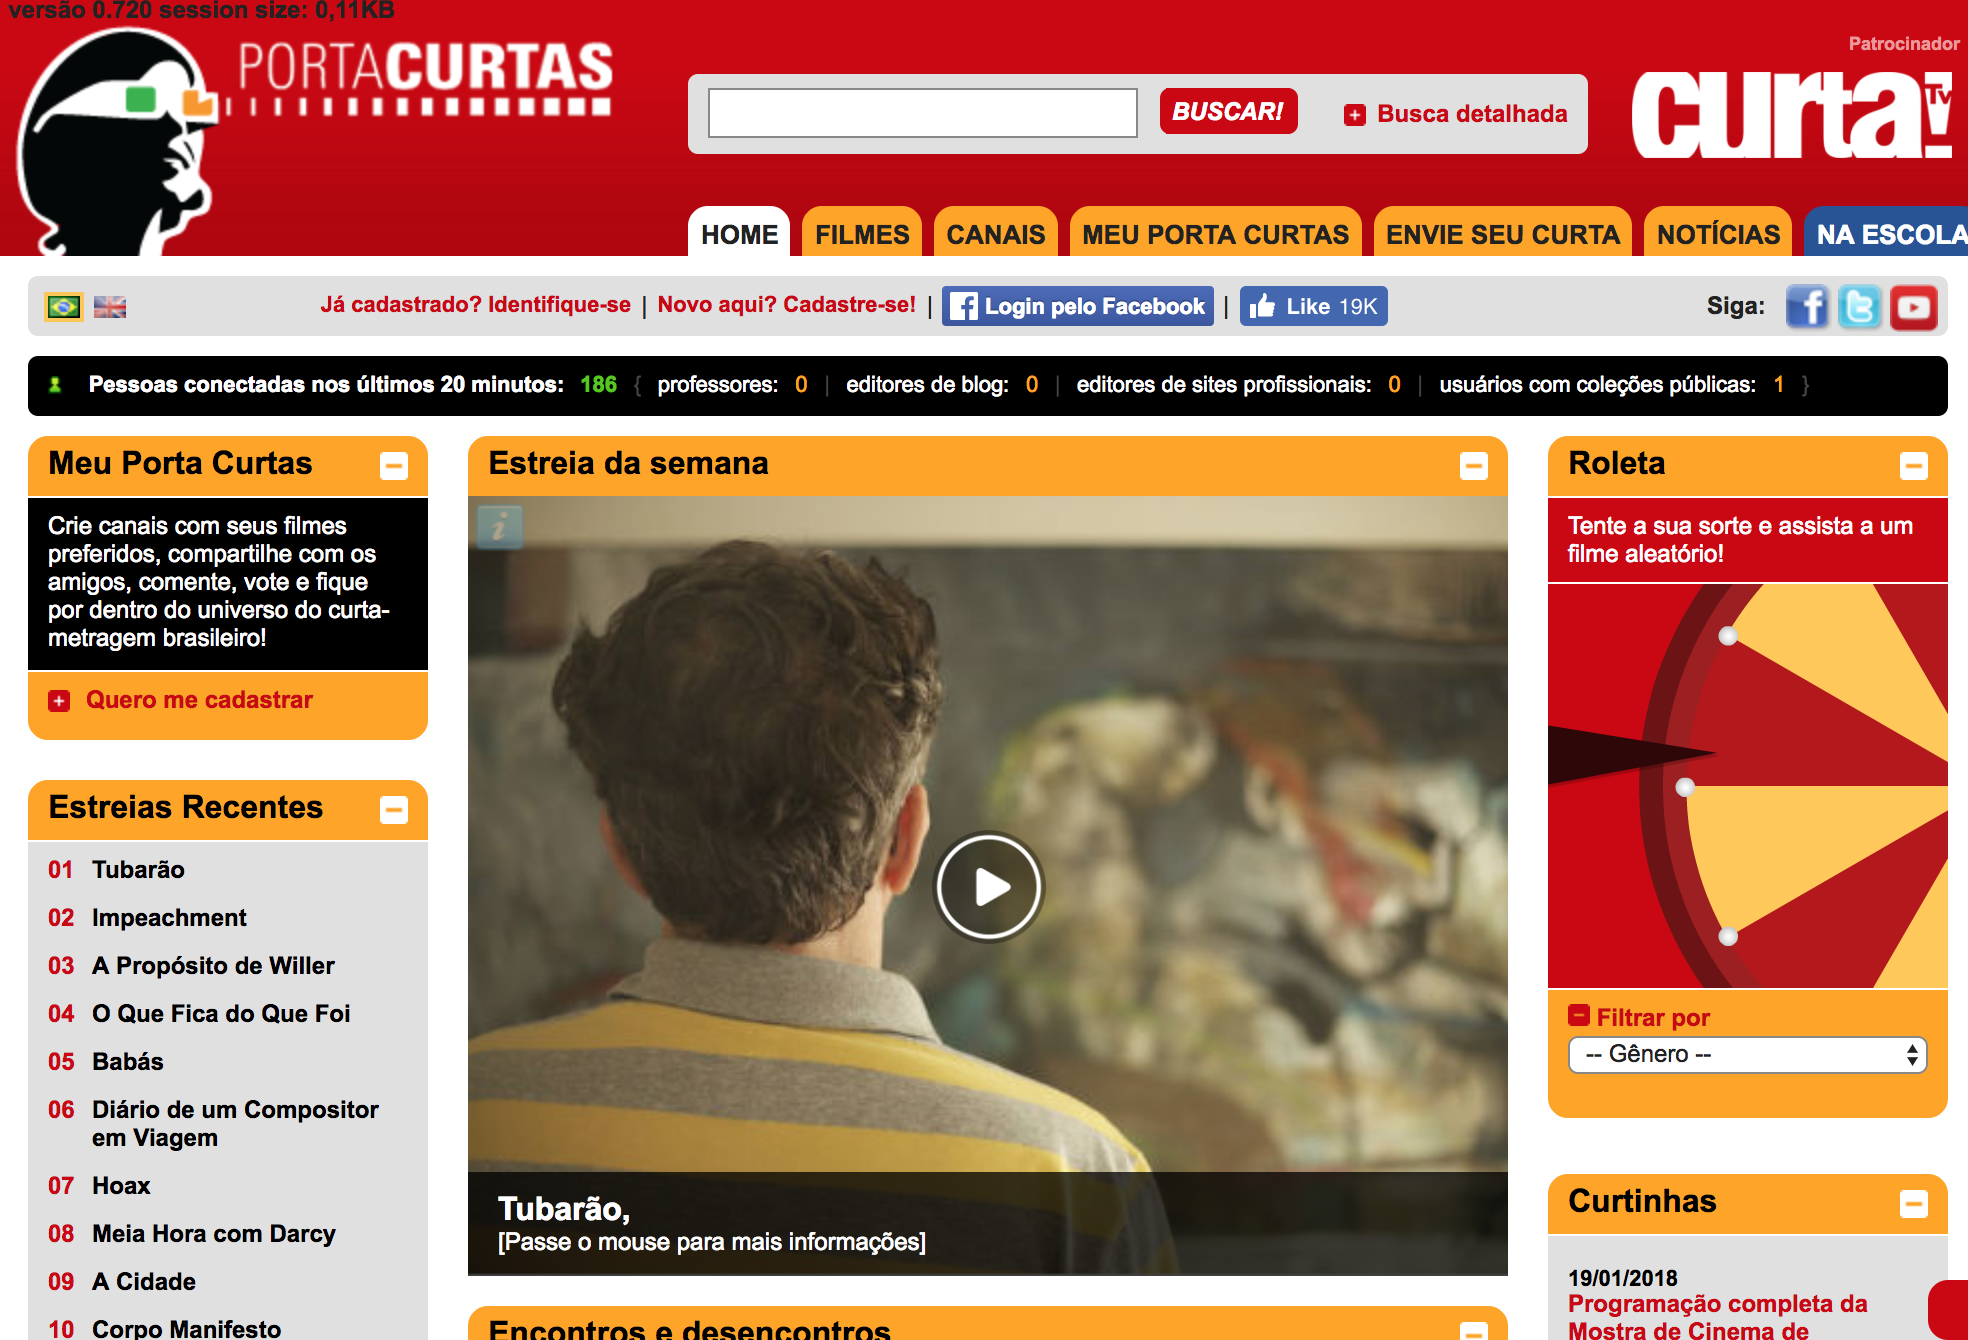 versão 0.720 session size: 0,11KB
PORTACURTAS
Patrocinador
curta!
TV
BUSCAR!
Busca detalhada
HOME
FILMES
CANAIS
MEU PORTA CURTAS
ENVIE SEU CURTA
NOTÍCIAS
NA ESCOLA
Já cadastrado? Identifique-se | Novo aqui? Cadastre-se! | Login pelo Facebook | Like 19K
Siga:
Pessoas conectadas nos últimos 20 minutos: 186 { professores: 0 | editores de blog: 0 | editores de sites profissionais: 0 | usuários com coleções públicas: 1 }
Meu Porta Curtas
Crie canais com seus filmes
preferidos, compartilhe com os
amigos, comente, vote e fique
por dentro do universo do curta-
metragem brasileiro!
Quero me cadastrar
Estreias Recentes
01 Tubarão
02 Impeachment
03 A Propósito de Willer
04 O Que Fica do Que Foi
05 Babás
06 Diário de um Compositor
em Viagem
07 Hoax
08 Meia Hora com Darcy
09 A Cidade
10 Corpo Manifesto
Estreia da semana
i
Tubarão,
[Passe o mouse para mais informações]
Encontros e desencontros
Roleta
Tente a sua sorte e assista a um
filme aleatório!
Filtrar por
-- Gênero --
Curtinhas
19/01/2018
Programação completa da
Mostra de Cinema de